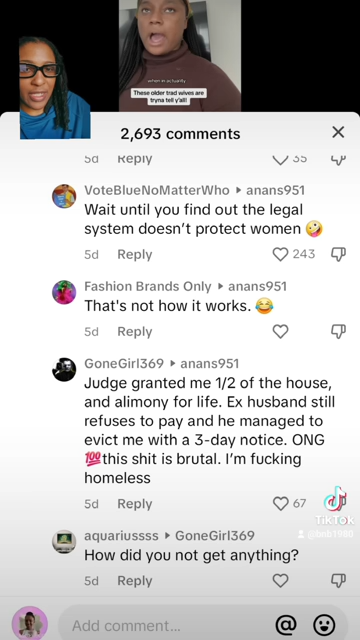 when in actuality
These older trad wives are
tryna tell y'all!
2,693 comments
5d Reply 35
VoteBlueNoMatterWho ▸ anans951
Wait until you find out the legal
system doesn't protect women 🤪
5d Reply 243
Fashion Brands Only ▸ anans951
That's not how it works. 😂
5d Reply
GoneGirl369 ▸ anans951
Judge granted me 1/2 of the house,
and alimony for life. Ex husband still
refuses to pay and he managed to
evict me with a 3-day notice. ONG
💯this shit is brutal. I'm fucking
homeless
5d Reply 67
TikTok
aquariussss ▸ GoneGirl369
How did you not get anything?
5d Reply
Add comment...
@